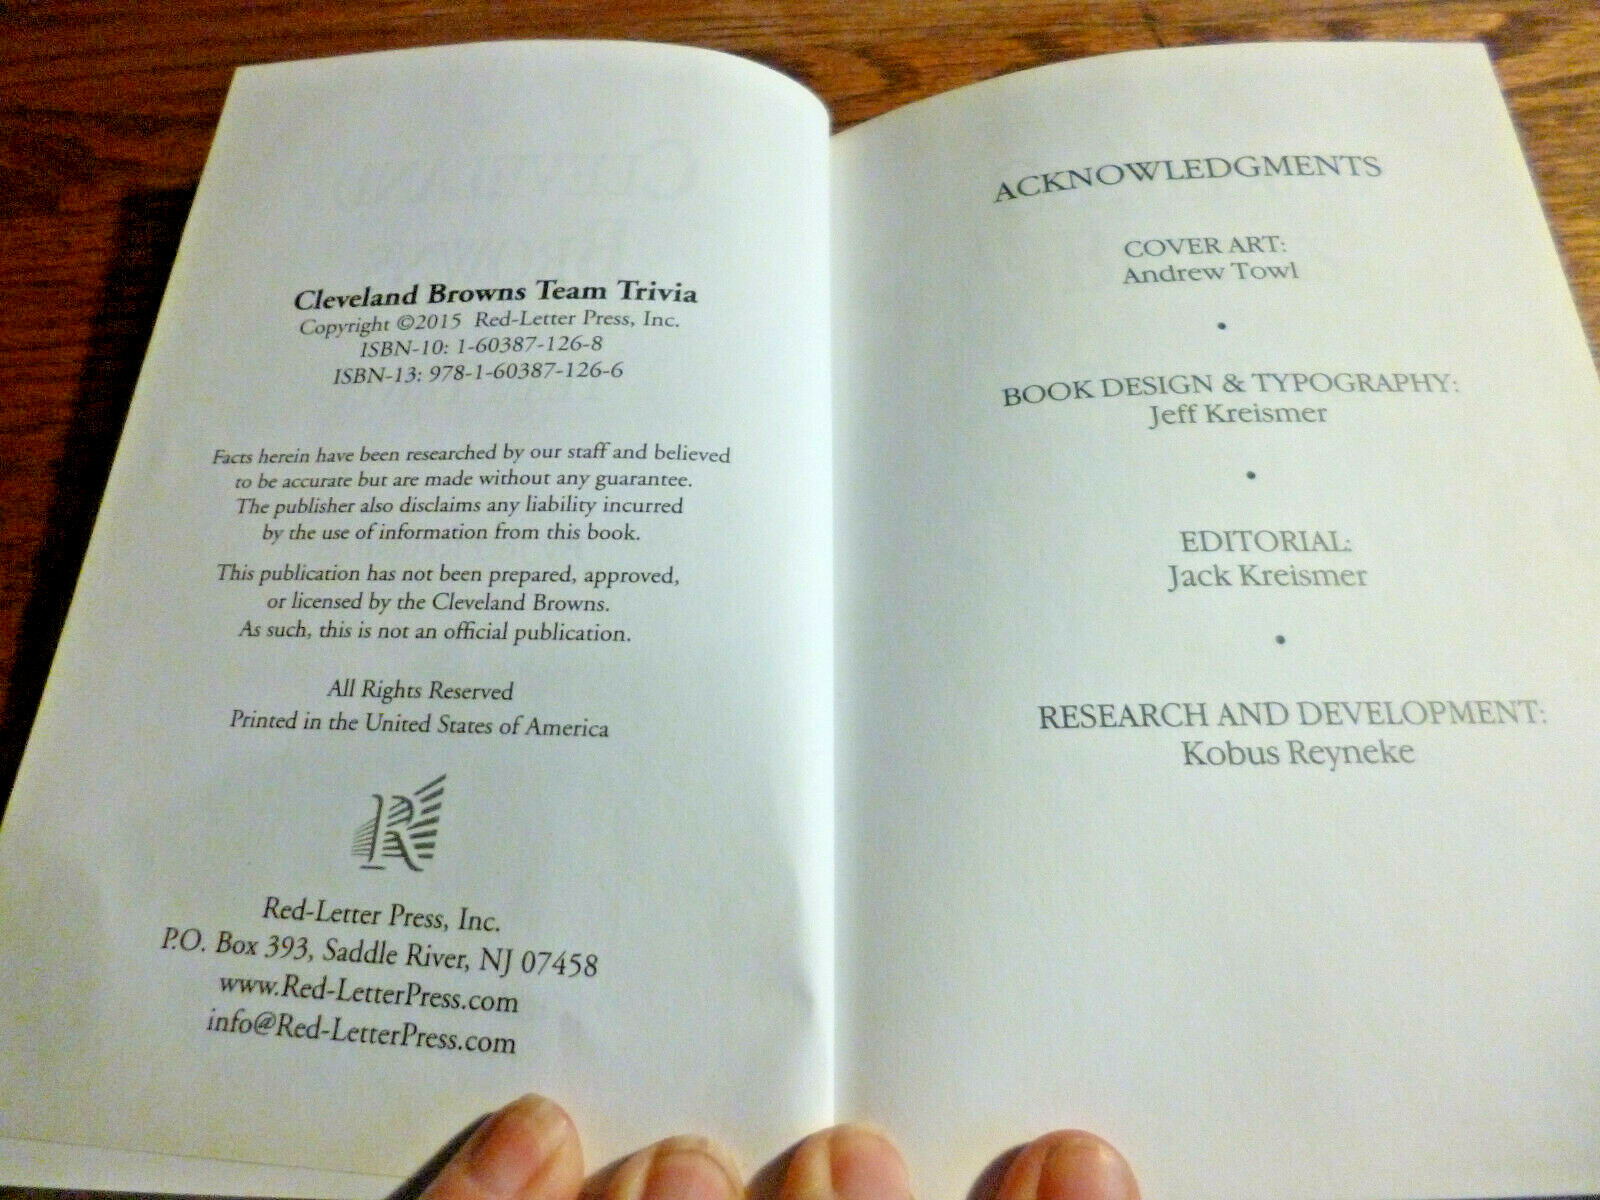 Cleveland Browns Team Trivia
Copyright ©2015 Red-Letter Press, Inc.
ISBN-10: 1-60387-126-8
ISBN-13: 978-1-60387-126-6
Facts herein have been researched by our staff and believed
to be accurate but are made without any guarantee.
The publisher also disclaims any liability incurred
by the use of information from this book.
This publication has not been prepared, approved,
or licensed by the Cleveland Browns.
As such, this is not an official publication.
All Rights Reserved
Printed in the United States of America
R
Red-Letter Press, Inc.
P.O. Box 393, Saddle River, NJ 07458
www.Red-LetterPress.com
info@Red-LetterPress.com
ACKNOWLEDGMENTS
COVER ART:
Andrew Towl
•
BOOK DESIGN & TYPOGRAPHY:
Jeff Kreismer
•
EDITORIAL:
Jack Kreismer
•
RESEARCH AND DEVELOPMENT:
Kobus Reyneke